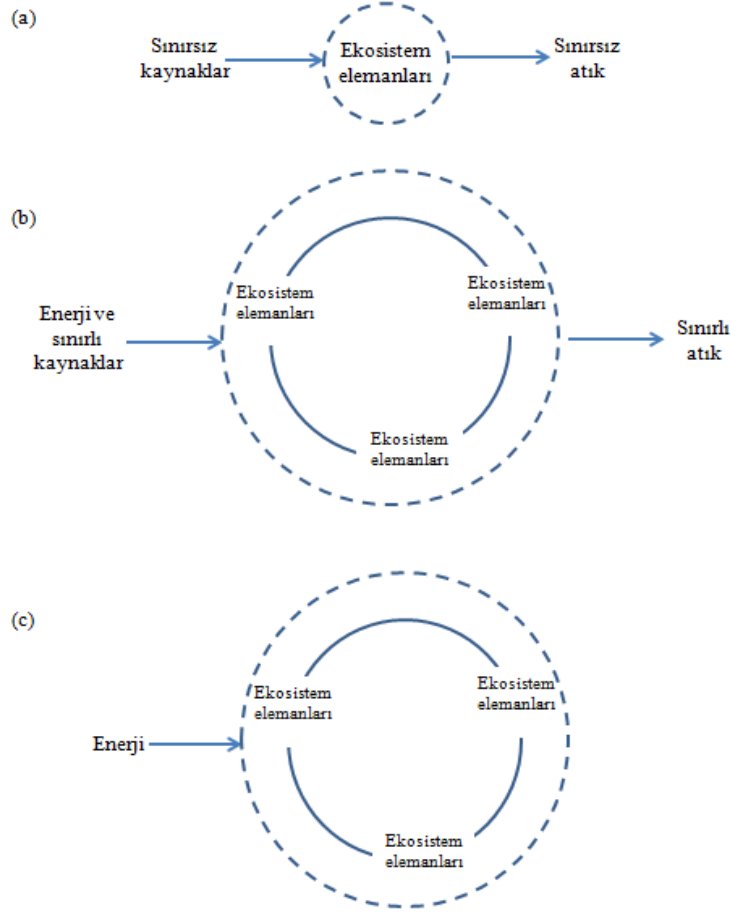 (a)
Sınırsız
kaynaklar
Ekosistem
elemanları
Sınırsız
atık
(b)
Enerji ve
sınırlı
kaynaklar
Ekosistem
elemanları
Ekosistem
elemanları
Ekosistem
elemanları
Sınırlı
atık
(c)
Enerji
Ekosistem
elemanları
Ekosistem
elemanları
Ekosistem
elemanları